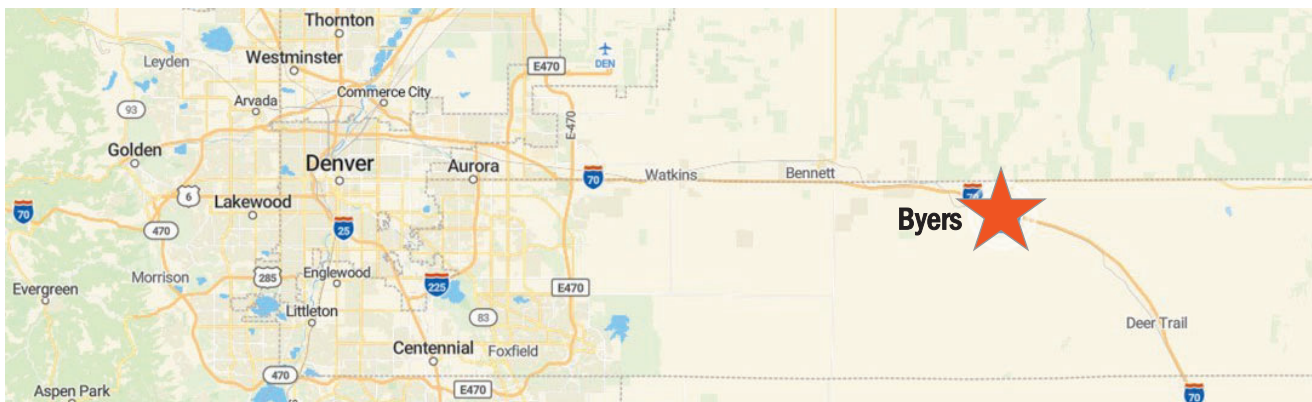 Thornton
Westminster
Leyden
E470
DEN
Commerce City
Arvada
93
E-470
Golden
Denver
Aurora
70
Watkins
Bennett
6
Lakewood
70
470
25
Byers
Morrison
285
Englewood
225
E470
Evergreen
Littleton
83
Deer Trail
Centennial
Foxfield
470
E470
Aspen Park
70